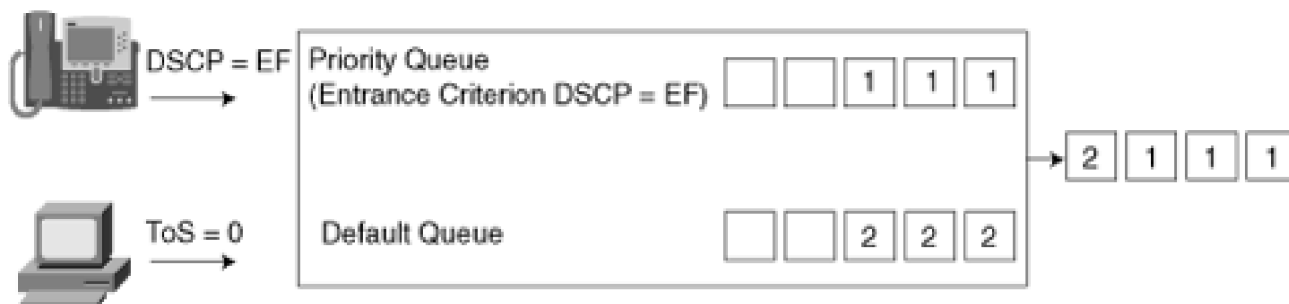 DSCP = EF
Priority Queue
(Entrance Criterion DSCP = EF)
1 1 1
2 1 1 1
ToS = 0
Default Queue
2 2 2